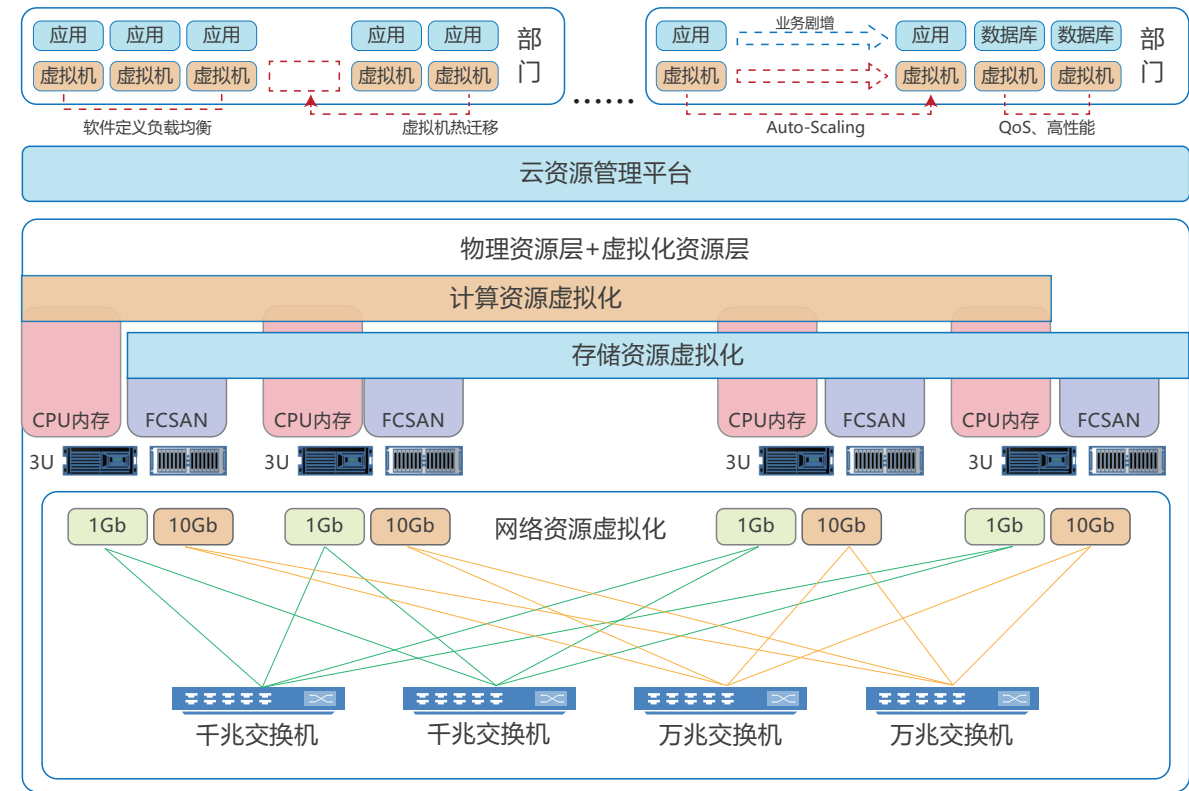 应用 应用 应用 应用 应用 部门
虚拟机 虚拟机 虚拟机 虚拟机 虚拟机
软件定义负载均衡 虚拟机热迁移
......
应用 业务剧增 应用 数据库 数据库 部门
虚拟机 虚拟机 虚拟机 虚拟机
Auto-Scaling QoS、高性能
云资源管理平台
物理资源层+虚拟化资源层
计算资源虚拟化
存储资源虚拟化
CPU内存 FCSAN CPU内存 FCSAN CPU内存 FCSAN CPU内存 FCSAN
3U 3U 3U 3U
1Gb 10Gb 1Gb 10Gb 网络资源虚拟化 1Gb 10Gb 1Gb 10Gb
千兆交换机 千兆交换机 万兆交换机 万兆交换机